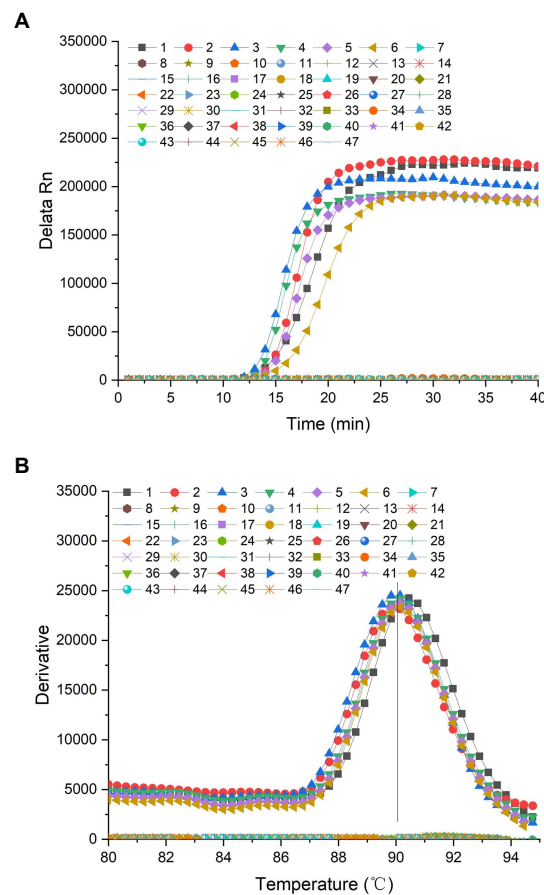 A
350000
1 2 3 4 5 6 7
300000
8 9 10 11 12 13 14
15 16 17 18 19 20 21
22 23 24 25 26 27 28
250000
29 30 31 32 33 34 35
36 37 38 39 40 41 42
43 44 45 46 47
200000
150000
100000
50000
0
Delata Rn
0 5 10 15 20 25 30 35 40
Time (min)
B
35000
1 2 3 4 5 6 7
8 9 10 11 12 13 14
30000
15 16 17 18 19 20 21
22 23 24 25 26 27 28
29 30 31 32 33 34 35
25000
36 37 38 39 40 41 42
43 44 45 46 47
20000
15000
10000
5000
0
Derivative
80 82 84 86 88 90 92 94
Temperature (℃)